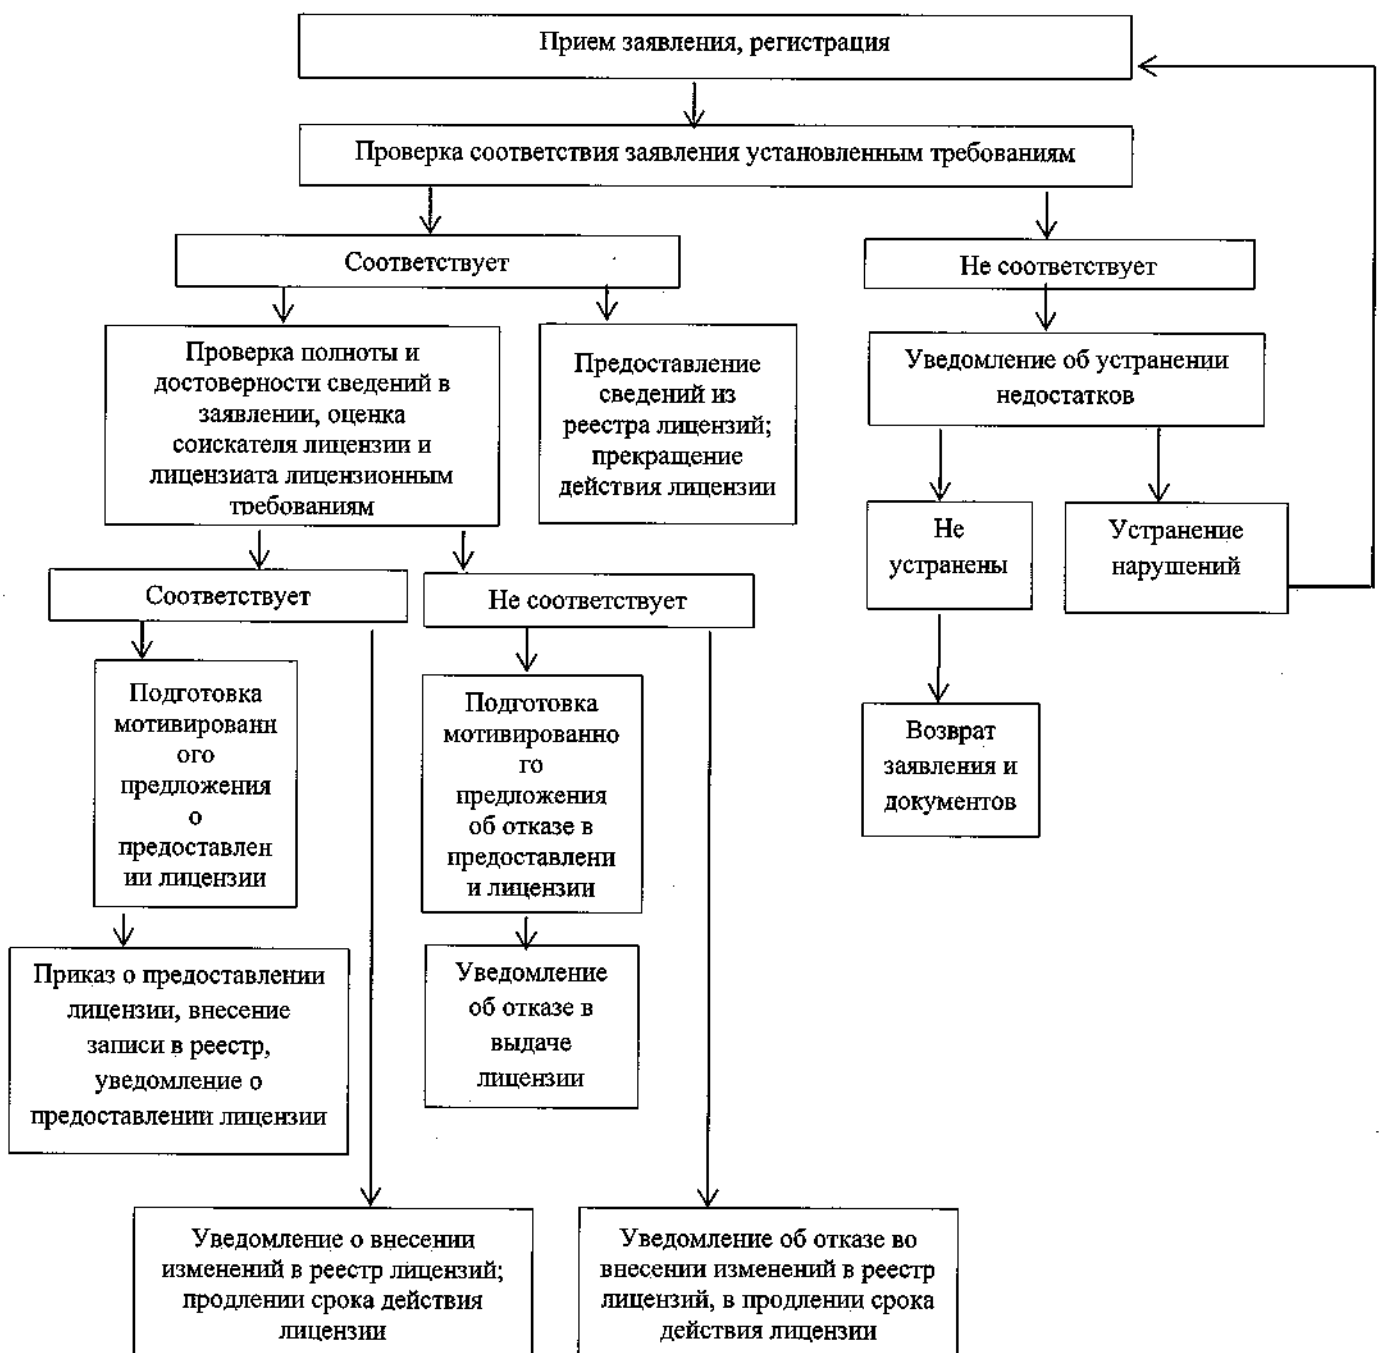 Прием заявления, регистрация
Проверка соответствия заявления установленным требованиям
Соответствует
Не соответствует
Проверка полноты и
достоверности сведений в
заявлении, оценка
соискателя лицензии и
лицензиата лицензионным
требованиям
Предоставление
сведений из
реестра лицензий;
прекращение
действия лицензии
Уведомление об устранении
недостатков
Не
устранены
Устранение
нарушений
Соответствует
Не соответствует
Подготовка
мотивированн
ого
предложения
о
предоставлен
ии лицензии
Подготовка
мотивированно
го
предложения
об отказе в
предоставлени
и лицензии
Возврат
заявления и
документов
Приказ о предоставлении
лицензии, внесение
записи в реестр,
уведомление о
предоставлении лицензии
Уведомление
об отказе в
выдаче
лицензии
Уведомление о внесении
изменений в реестр лицензий;
продлении срока действия
лицензии
Уведомление об отказе во
внесении изменений в реестр
лицензий, в продлении срока
действия лицензии